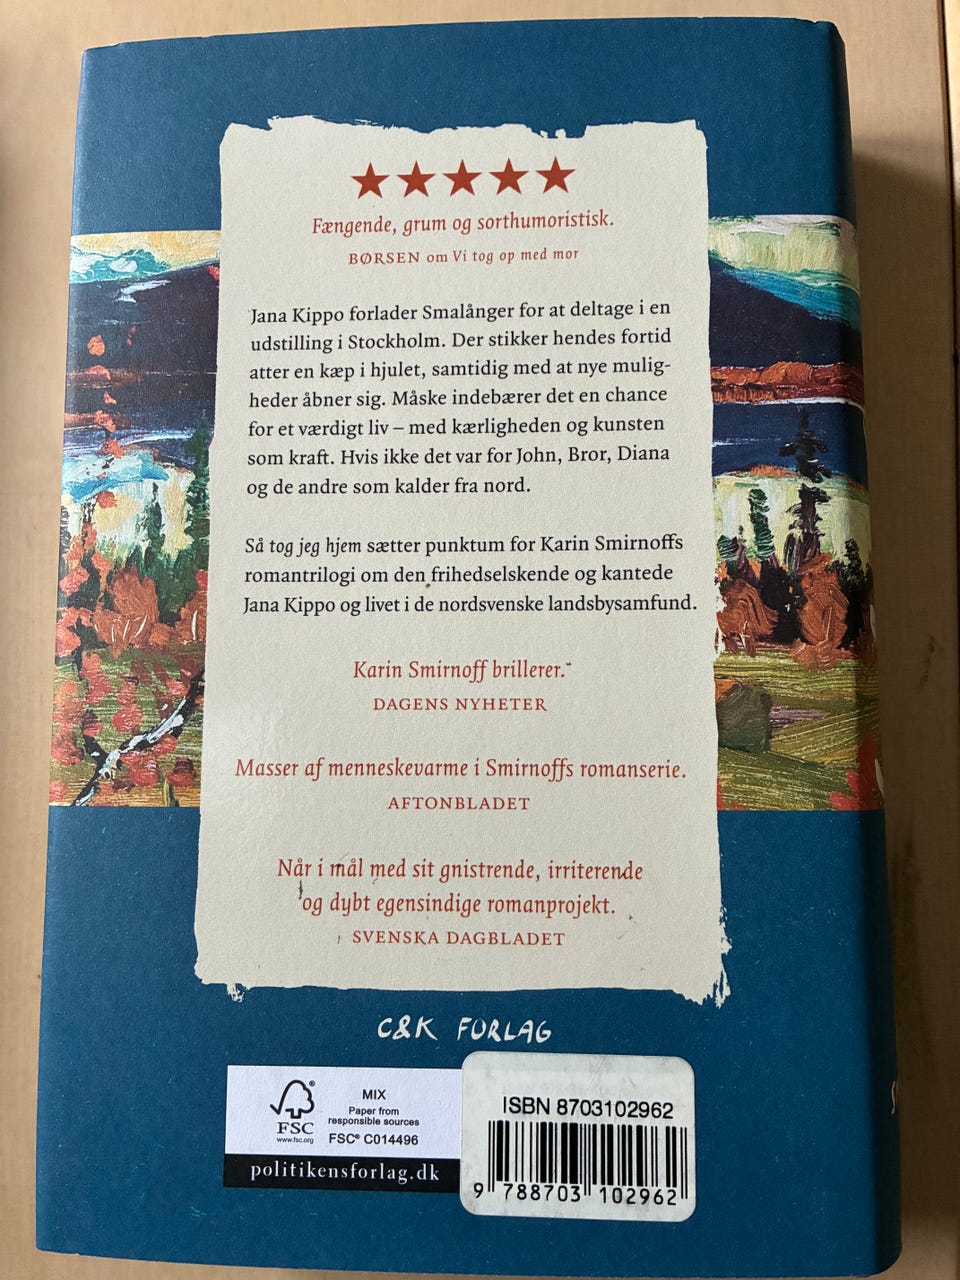 Fængende, grum og sorthumoristisk.
BØRSEN om Vi tog op med mor
Jana Kippo forlader Smalånger for at deltage i en
udstilling i Stockholm. Der stikker hendes fortid
atter en kæp i hjulet, samtidig med at nye mulig-
heder åbner sig. Måske indebærer det en chance
for et værdigt liv – med kærligheden og kunsten
som kraft. Hvis ikke det var for John, Bror, Diana
og de andre som kalder fra nord.
Så tog jeg hjem sætter punktum for Karin Smirnoffs
romantrilogi om den frihedselskende og kantede
Jana Kippo og livet i de nordsvenske landsbysamfund.
Karin Smirnoff brillerer.
DAGENS NYHETER
Masser af menneskevarme i Smirnoffs romanserie.
AFTONBLADET
Når i mål med sit gnistrende, irriterende
og dybt egensindige romanprojekt.
SVENSKA DAGBLADET
C&K FORLAG
FSC®
www.fsc.org
MIX
Paper from
responsible sources
FSC® C014496
politikensforlag.dk
ISBN 8703102962
9 788703 102962